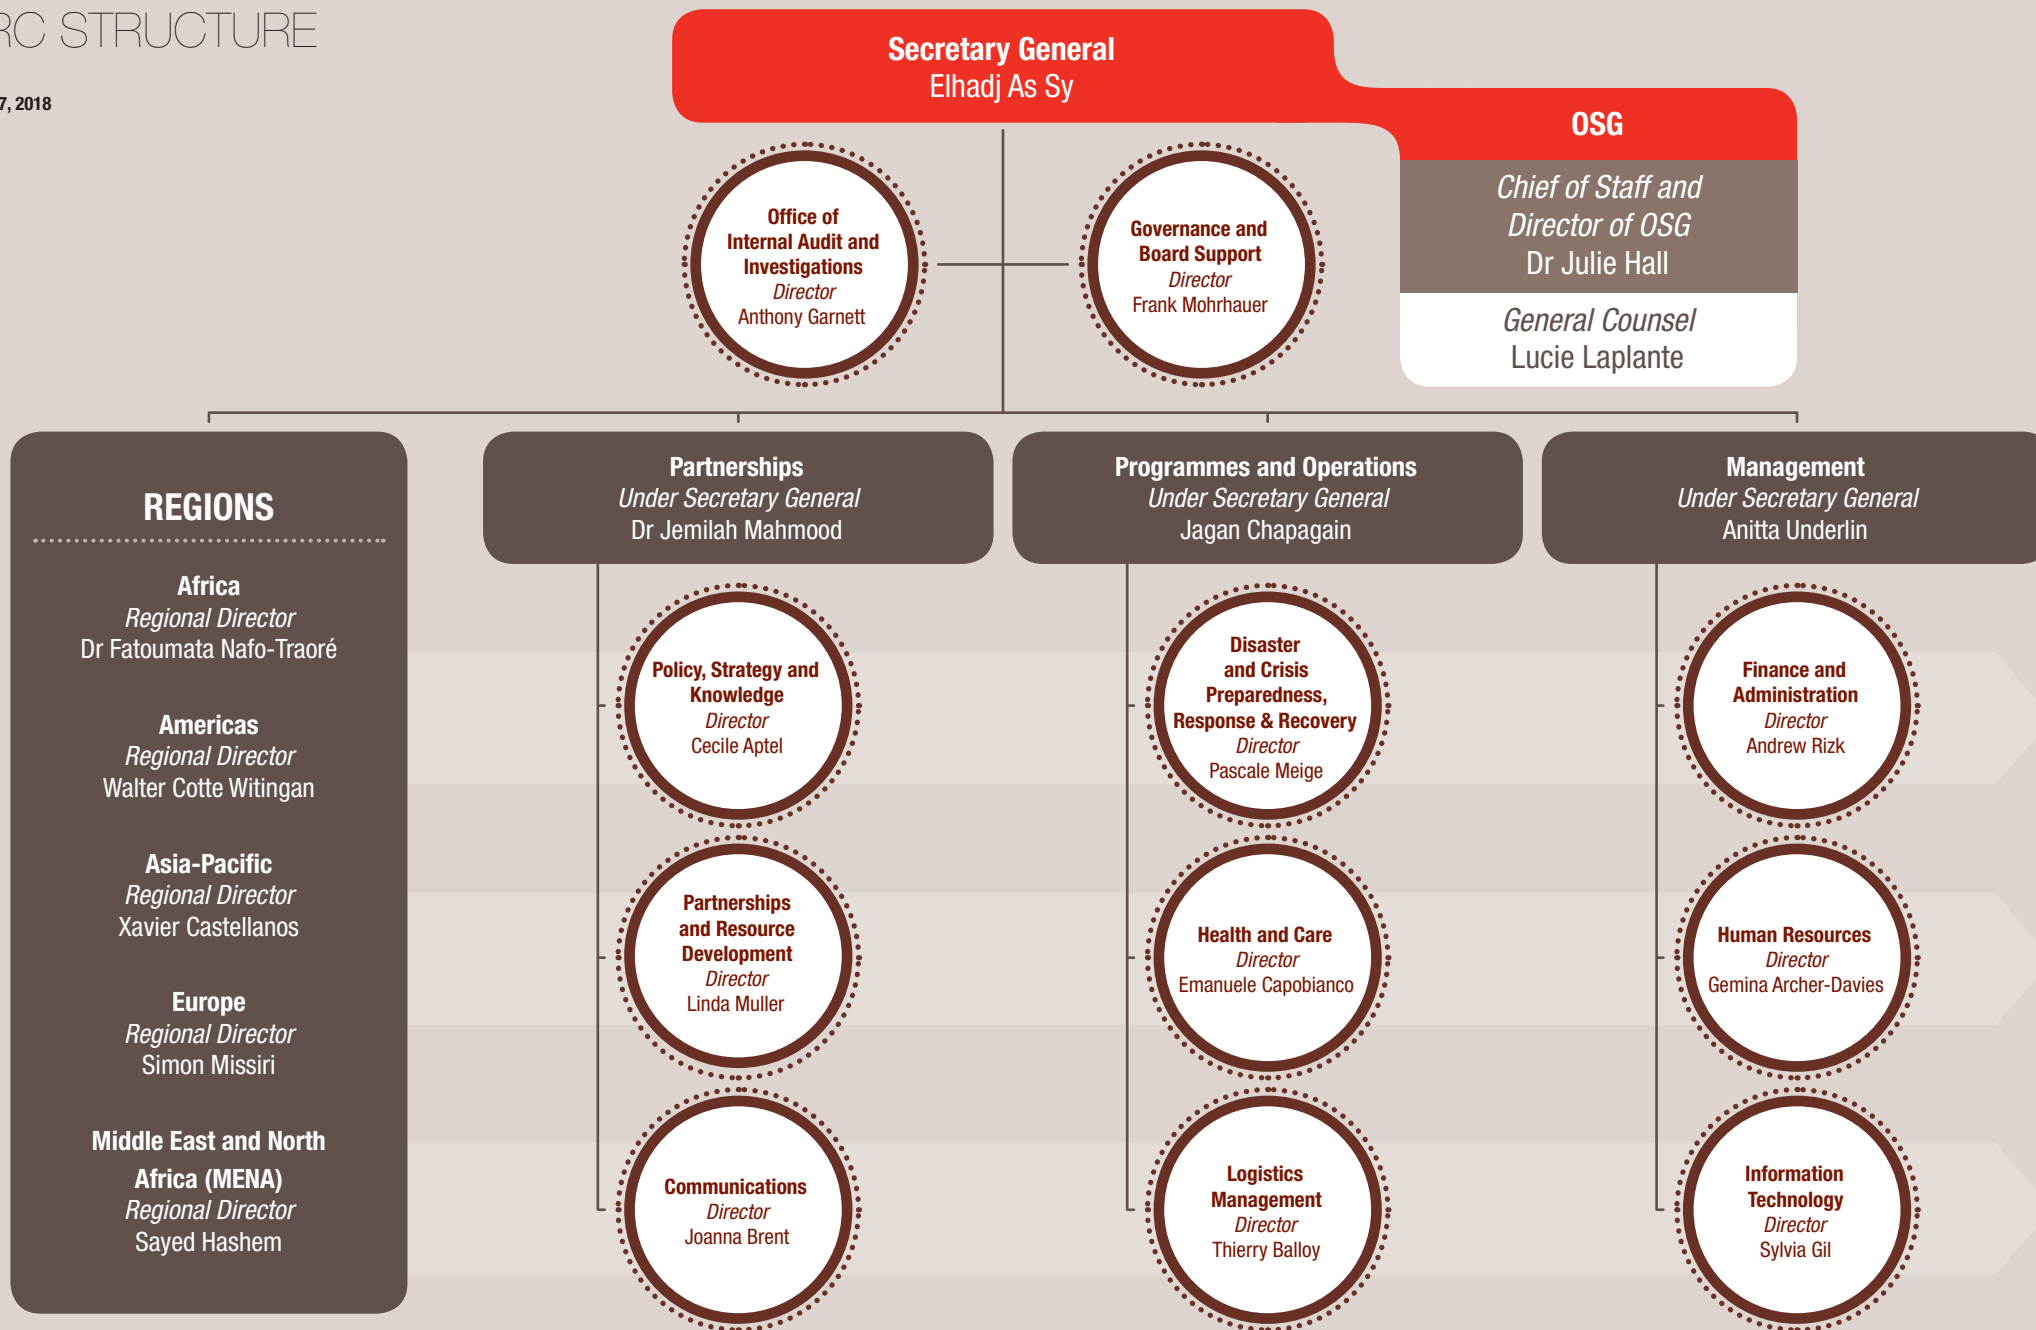 RC STRUCTURE
7, 2018
Secretary General
Elhadj As Sy
OSG
Chief of Staff and
Director of OSG
Dr Julie Hall
General Counsel
Lucie Laplante
Office of
Internal Audit and
Investigations
Director
Anthony Garnett
Governance and
Board Support
Director
Frank Mohrhauer
REGIONS
Africa
Regional Director
Dr Fatoumata Nafo-Traoré
Americas
Regional Director
Walter Cotte Witingan
Asia-Pacific
Regional Director
Xavier Castellanos
Europe
Regional Director
Simon Missiri
Middle East and North
Africa (MENA)
Regional Director
Sayed Hashem
Partnerships
Under Secretary General
Dr Jemilah Mahmood
Policy, Strategy and
Knowledge
Director
Cecile Aptel
Partnerships
and Resource
Development
Director
Linda Muller
Communications
Director
Joanna Brent
Programmes and Operations
Under Secretary General
Jagan Chapagain
Disaster
and Crisis
Preparedness,
Response & Recovery
Director
Pascale Meige
Health and Care
Director
Emanuele Capobianco
Logistics
Management
Director
Thierry Balloy
Management
Under Secretary General
Anitta Underlin
Finance and
Administration
Director
Andrew Rizk
Human Resources
Director
Gemina Archer-Davies
Information
Technology
Director
Sylvia Gil